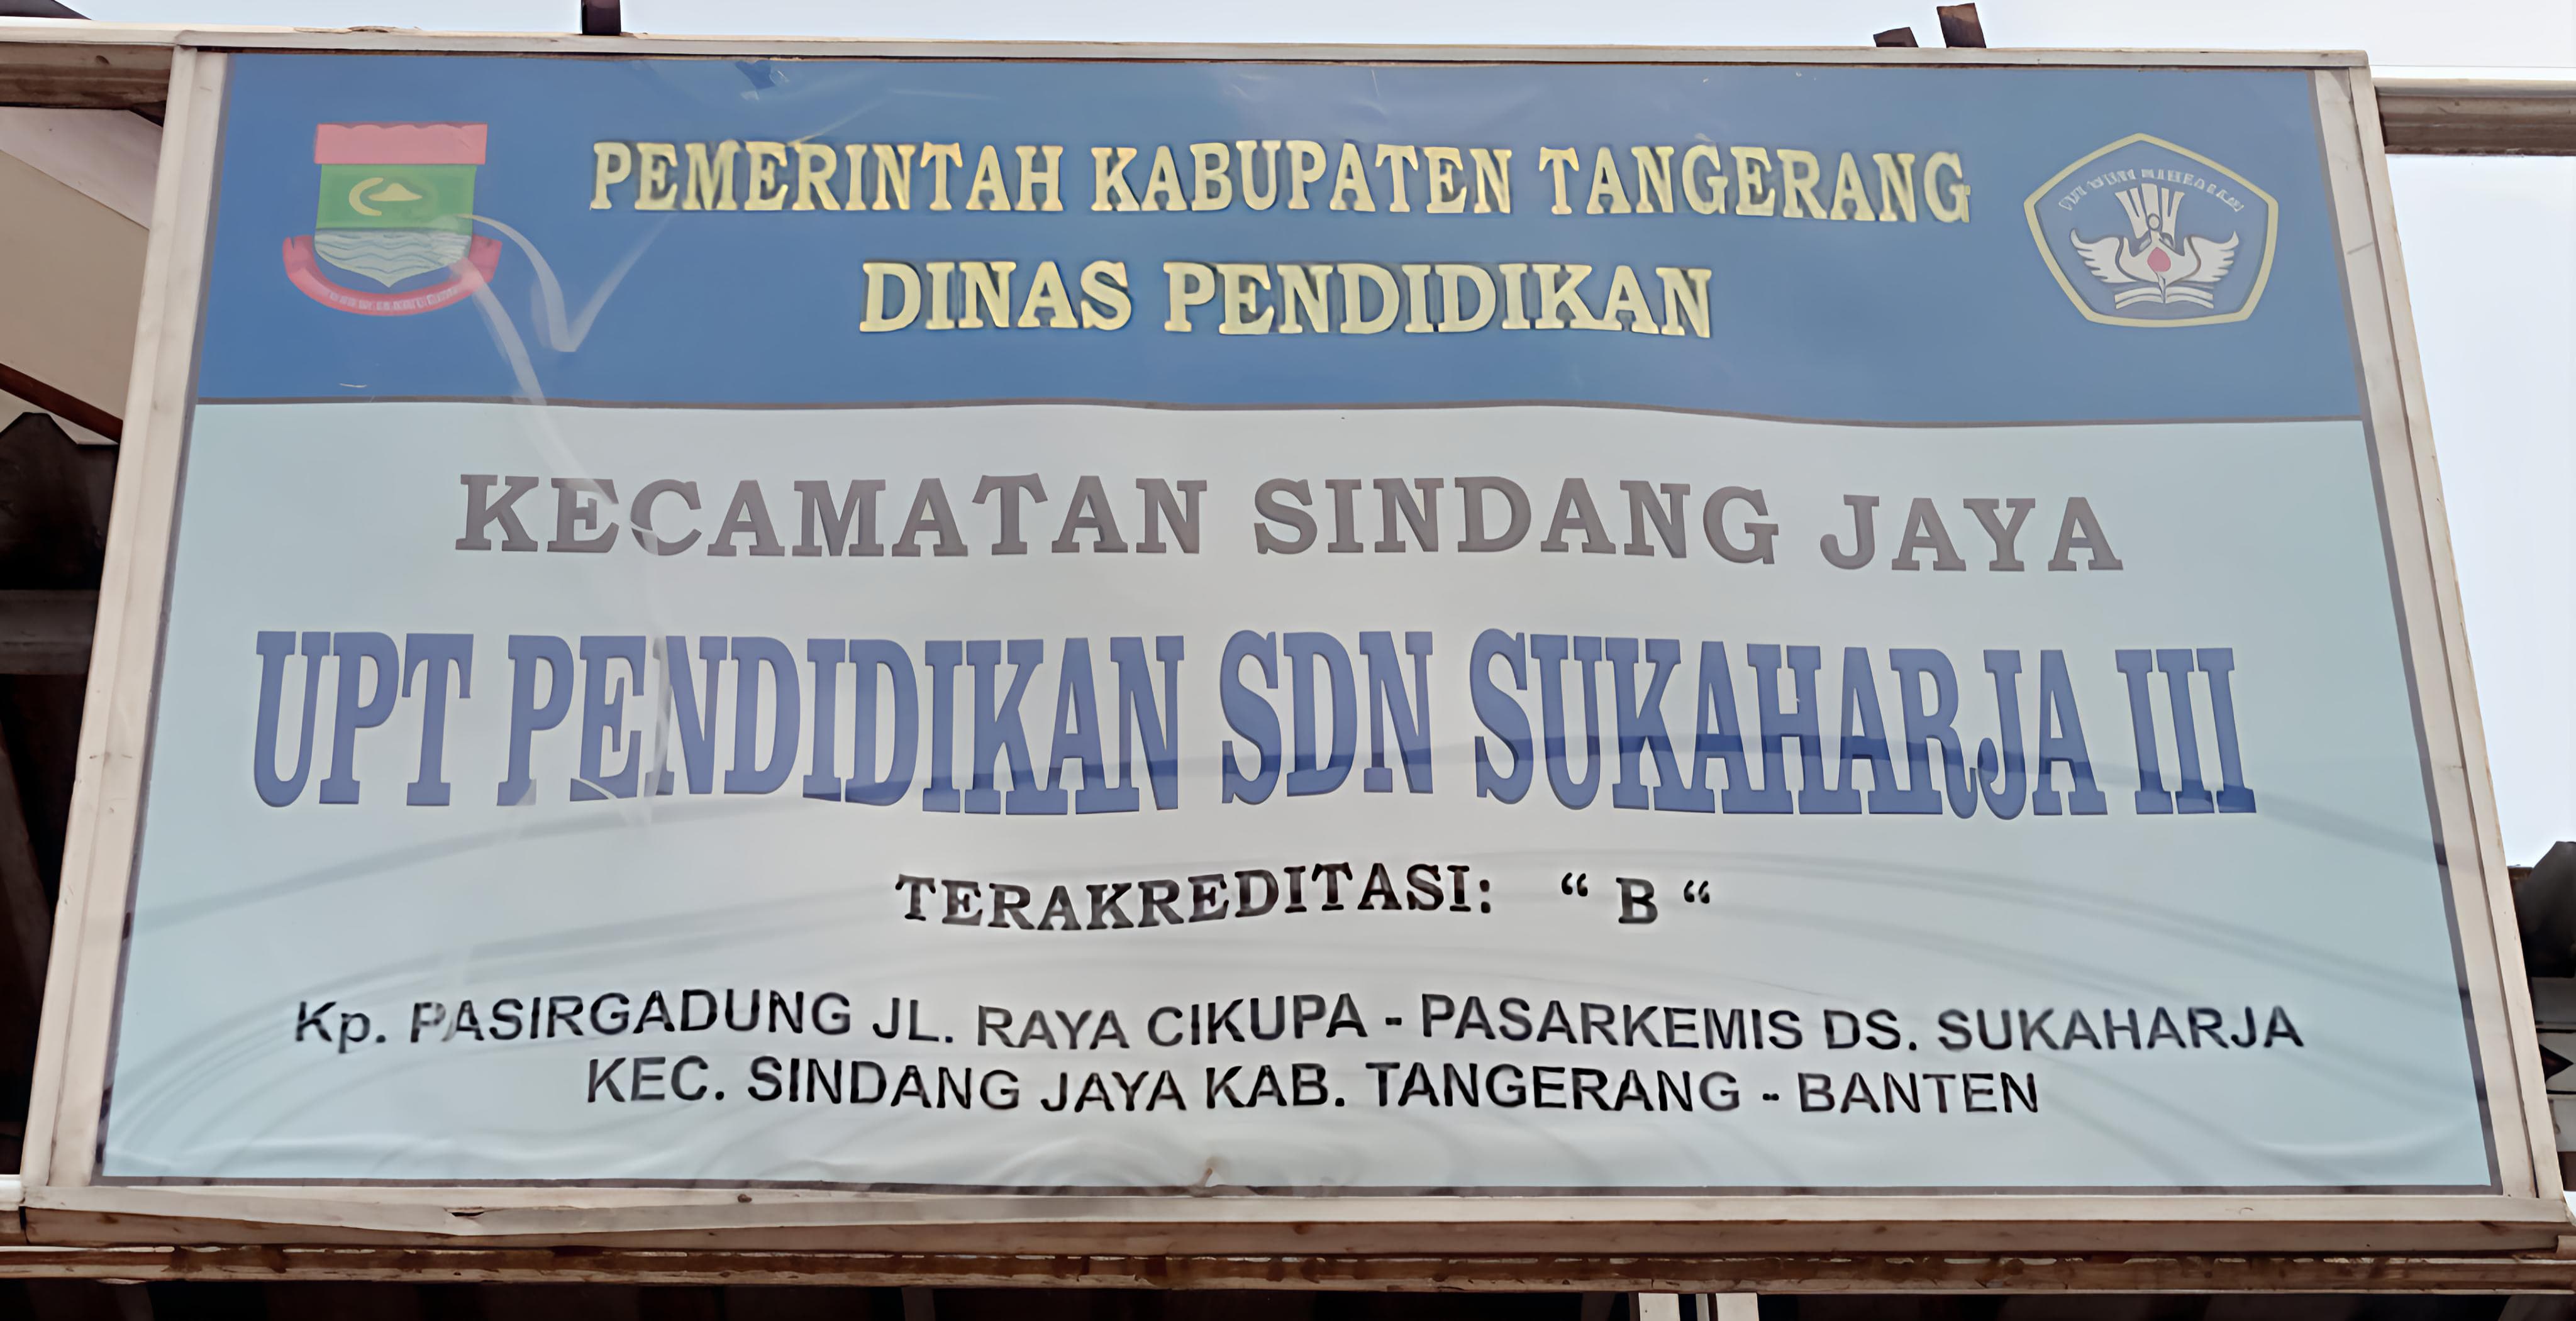 PEMERINTAH KABUPATEN TANGERANG
DINAS PENDIDIKAN
KECAMATAN SINDANG JAYA
UPT PENDIDIKAN SDN SUKAHARJA III
TERAKREDITASI: “ B “
Kp. PASIRGADUNG JL. RAYA CIKUPA - PASARKEMIS DS. SUKAHARJA
KEC. SINDANG JAYA KAB. TANGERANG - BANTEN